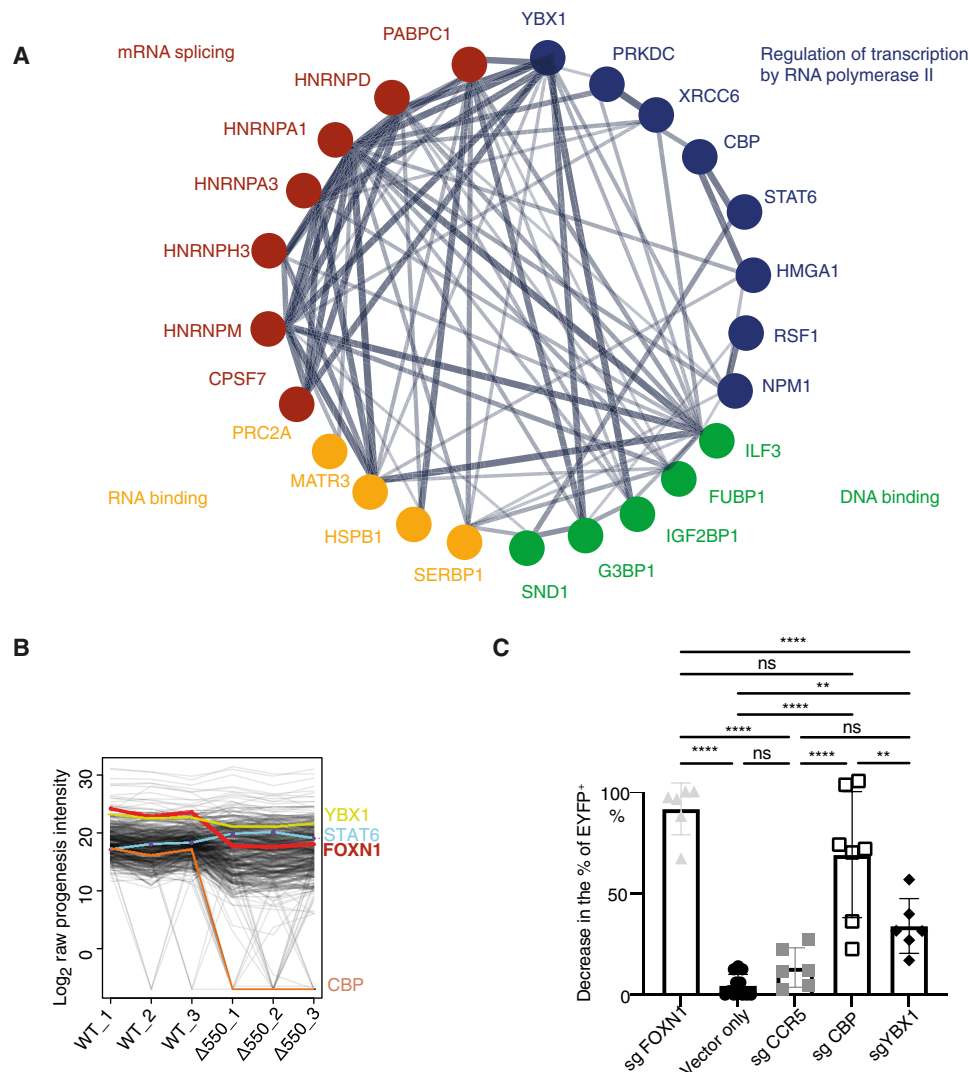 A
mRNA splicing
Regulation of transcription
by RNA polymerase II
YBX1
PABPC1
PRKDC
HNRNPD
XRCC6
HNRNPA1
CBP
HNRNPA3
STAT6
HNRNPH3
HMGA1
HNRNPM
RSF1
CPSF7
NPM1
PRC2A
ILF3
MATR3
FUBP1
RNA binding
DNA binding
HSPB1
IGF2BP1
SERBP1
G3BP1
SND1
B
Log2 raw progenesis intensity
30
20
10
0
YBX1
STAT6
FOXN1
CBP
WT_1
WT_2
WT_3
Δ550_1
Δ550_2
Δ550_3
C
****
ns
**
****
**** ns
**** ns **** **
Decrease in the % of EYFP+
100
%
50
0
sg FOXN1
Vector only
sg CCR5
sg CBP
sgYBX1